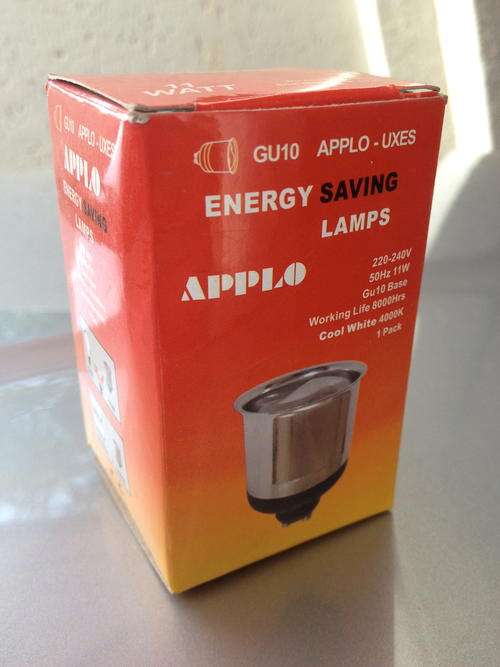 11
WATT
GU10 APPLO - UXES
ENERGY SAVING
LAMPS
APPLO
220-240V
50Hz 11W
Gu10 Base
Working Life 8000Hrs
Cool White 4000K
1 Pack
GU10 APPLO - UXES
APPLO
ENERGY SAVING
LAMPS